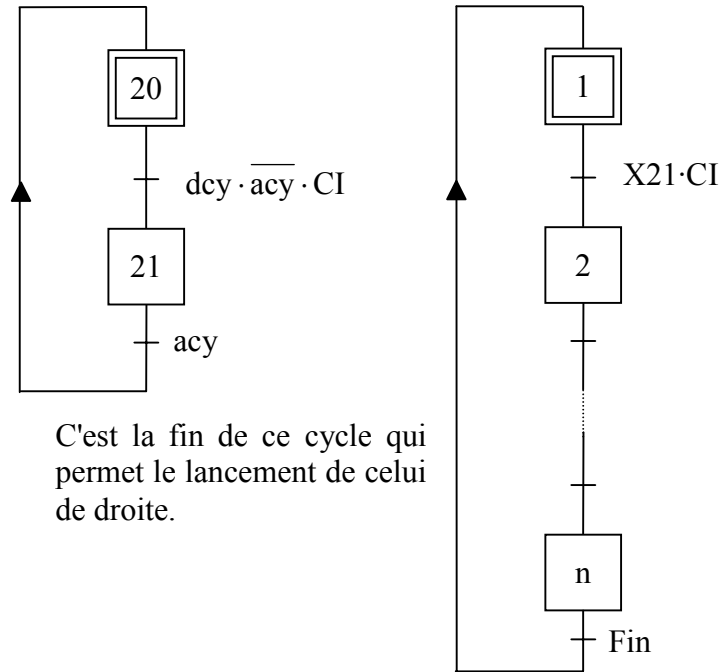 20
dcy · \overline{acy} · CI
21
acy
C'est la fin de ce cycle qui
permet le lancement de celui
de droite.
1
X21·CI
2
n
Fin